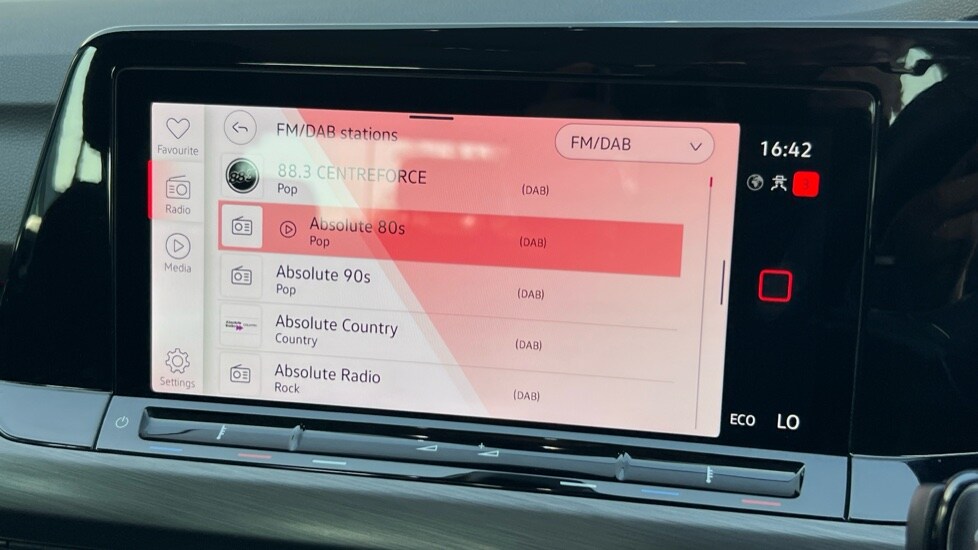 FM/DAB stations
FM/DAB
Favourite
88.3 CENTREFORCE
Pop
(DAB)
16:42
3
Radio
Absolute 80s
Pop
(DAB)
Media
Absolute 90s
Pop
(DAB)
Absolute Country
Country
(DAB)
Settings
Absolute Radio
Rock
(DAB)
ECO
LO